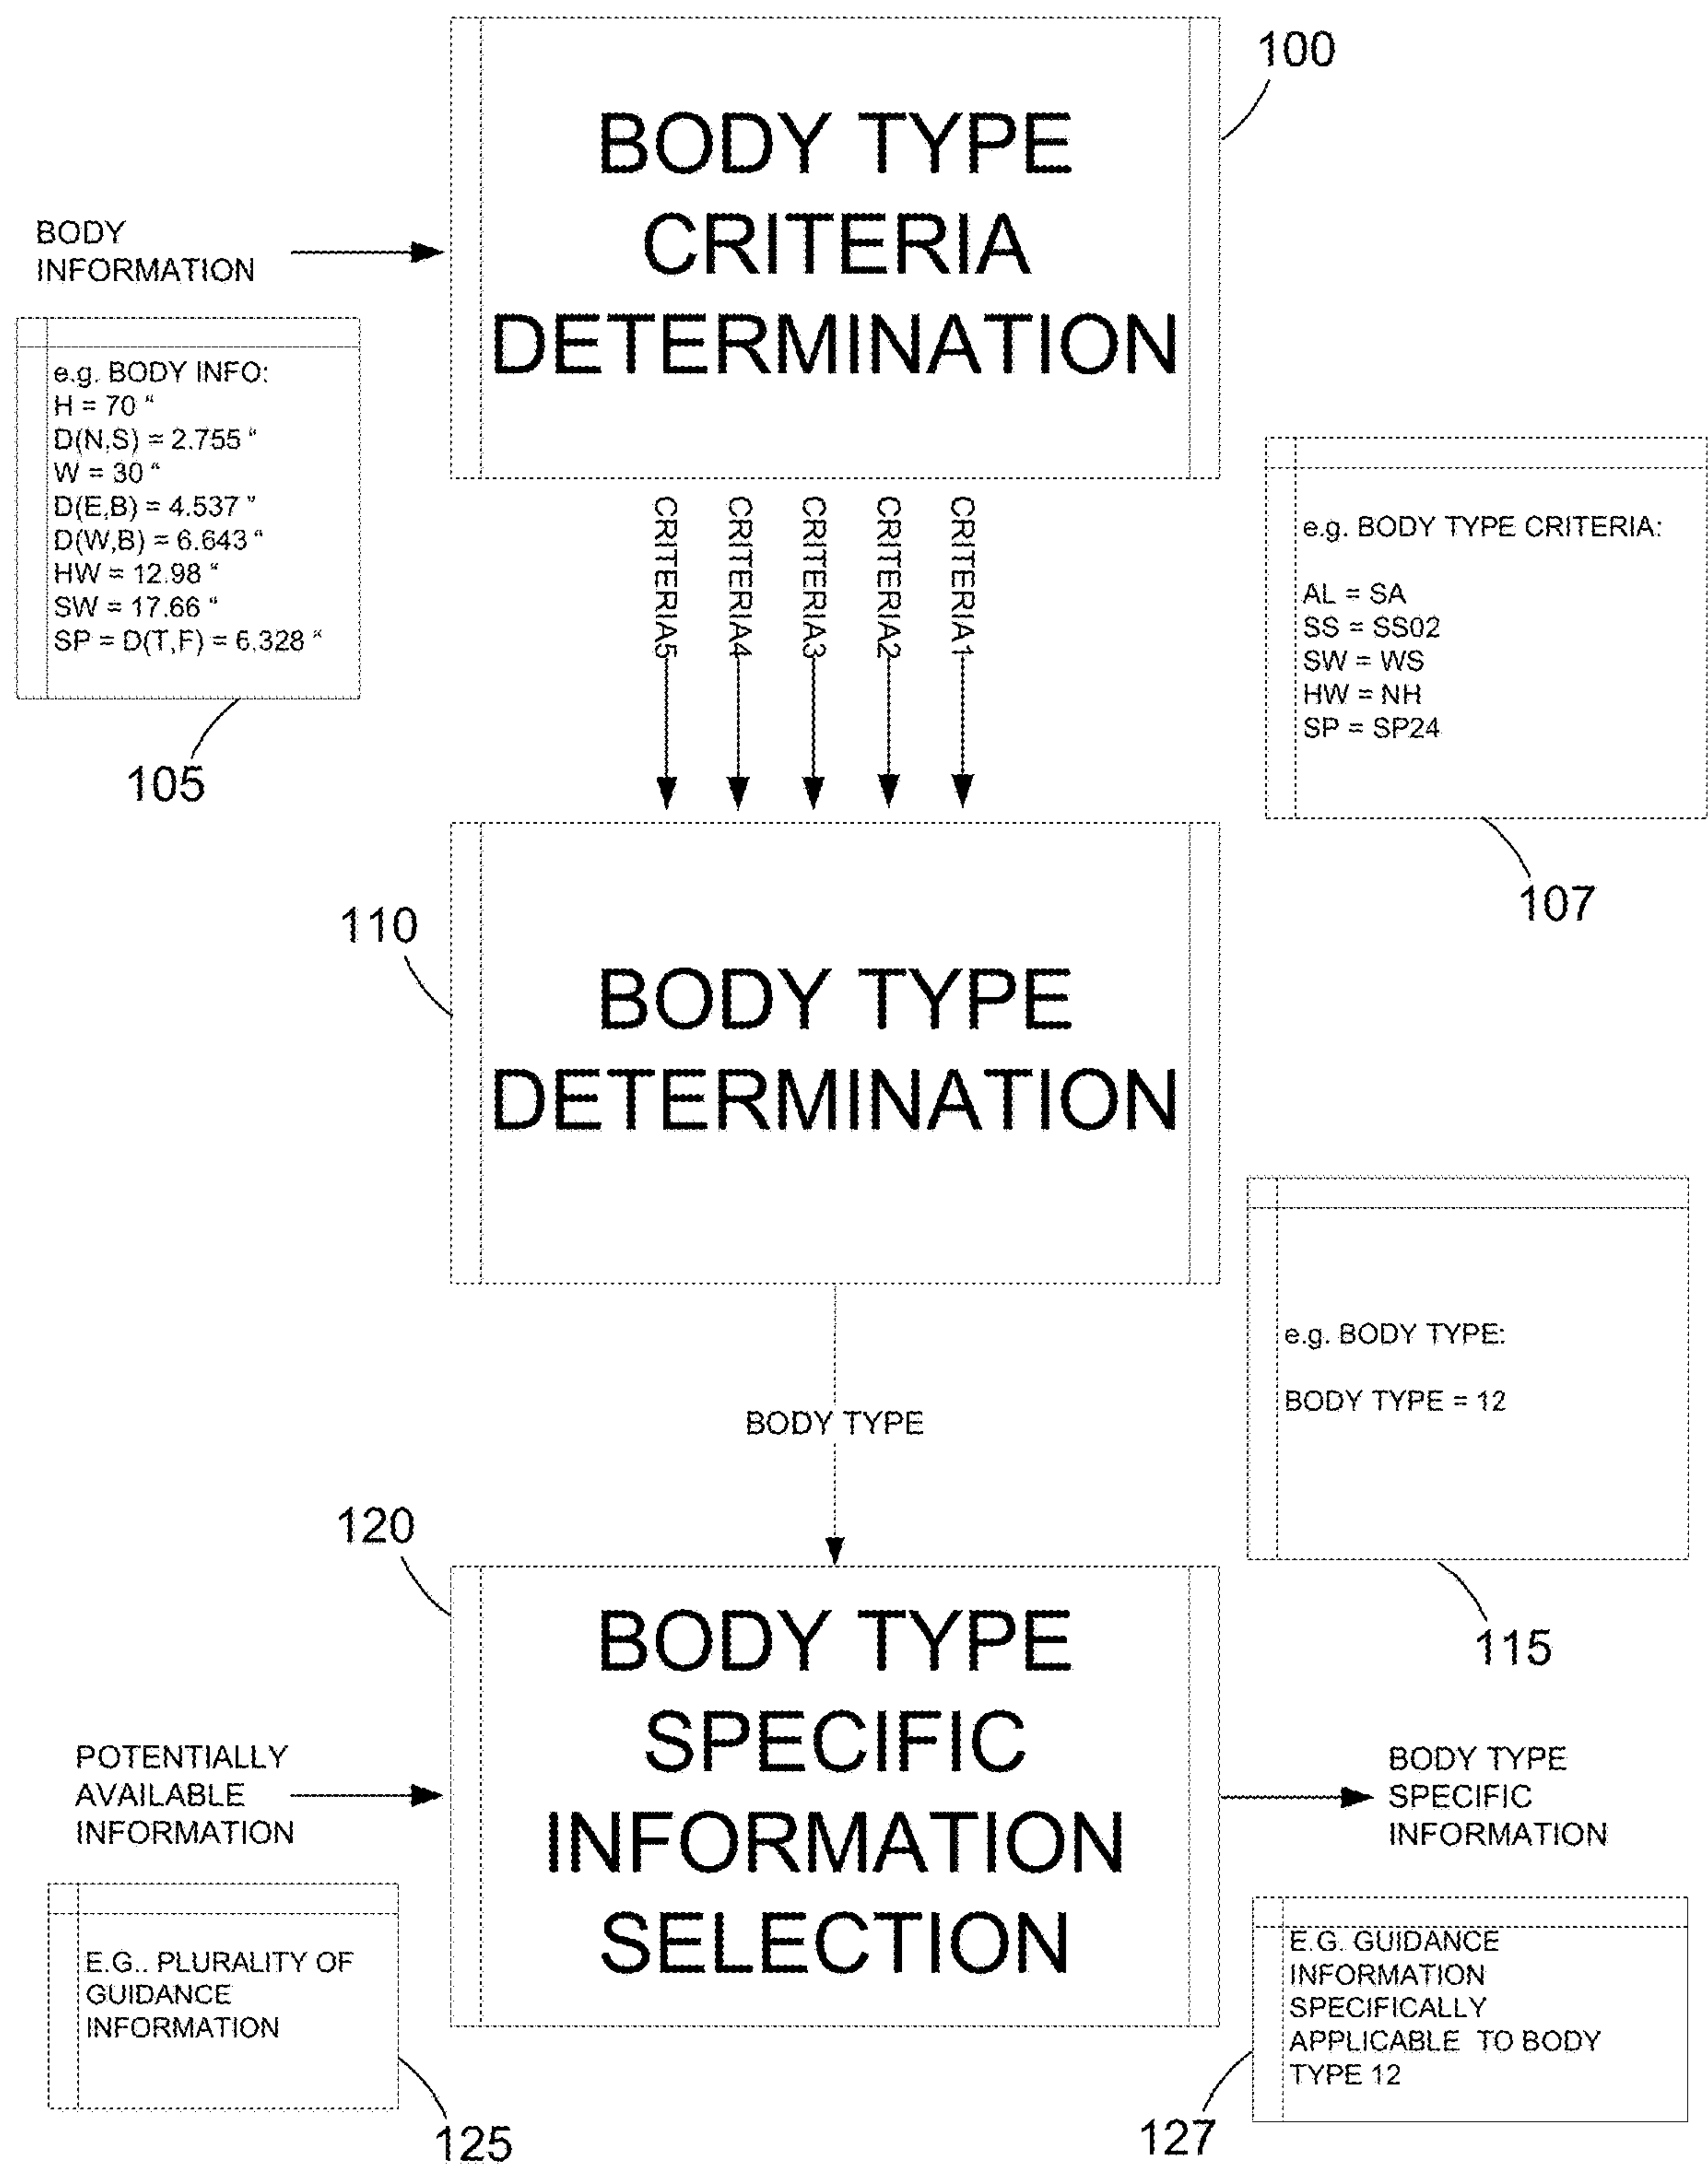 100
BODY TYPE
CRITERIA
DETERMINATION
BODY
INFORMATION
e.g. BODY INFO:
H = 70 "
D(N,S) = 2.755 "
W = 30 "
D(E,B) = 4.537 "
D(W,B) = 6.643 "
HW = 12.98 "
SW = 17.66 "
SP = D(T,F) = 6.328 "
105
CRITERIA5
CRITERIA4
CRITERIA3
CRITERIA2
CRITERIA1
e.g. BODY TYPE CRITERIA:
AL = SA
SS = SS02
SW = WS
HW = NH
SP = SP24
107
110
BODY TYPE
DETERMINATION
e.g. BODY TYPE:
BODY TYPE = 12
115
BODY TYPE
120
BODY TYPE
SPECIFIC
INFORMATION
SELECTION
POTENTIALLY
AVAILABLE
INFORMATION
E.G.. PLURALITY OF
GUIDANCE
INFORMATION
125
BODY TYPE
SPECIFIC
INFORMATION
E.G. GUIDANCE
INFORMATION
SPECIFICALLY
APPLICABLE TO BODY
TYPE 12
127